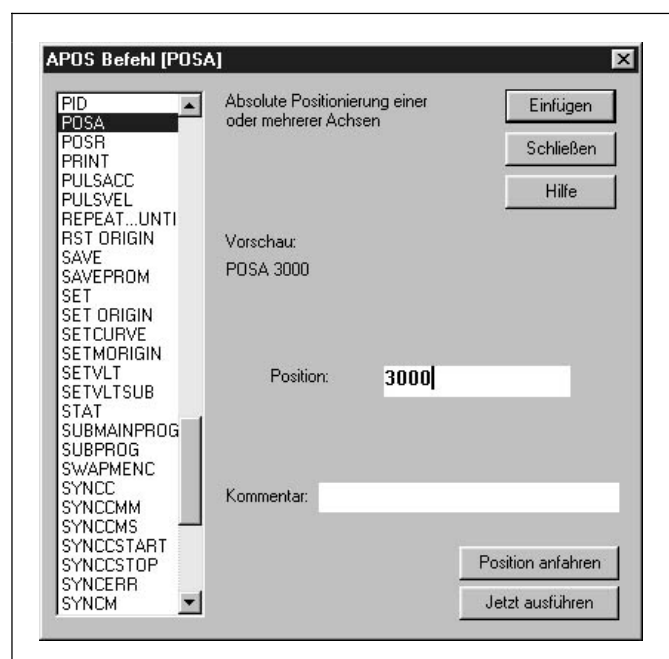 APOS Befehl [POSA]
PID
POSA
POSR
PRINT
PULSACC
PULSVEL
REPEAT...UNTI
RST ORIGIN
SAVE
SAVEPROM
SET
SET ORIGIN
SETCURVE
SETMORIGIN
SETVLT
SETVLTSUB
STAT
SUBMAINPROG
SUBPROG
SWAPMENC
SYNCC
SYNCCMM
SYNCCMS
SYNCCSTART
SYNCCSTOP
SYNCERR
SYNCM
Absolute Positionierung einer
oder mehrerer Achsen
Einfügen
Schließen
Hilfe
Vorschau:
POSA 3000
Position: 3000
Kommentar:
Position anfahren
Jetzt ausführen